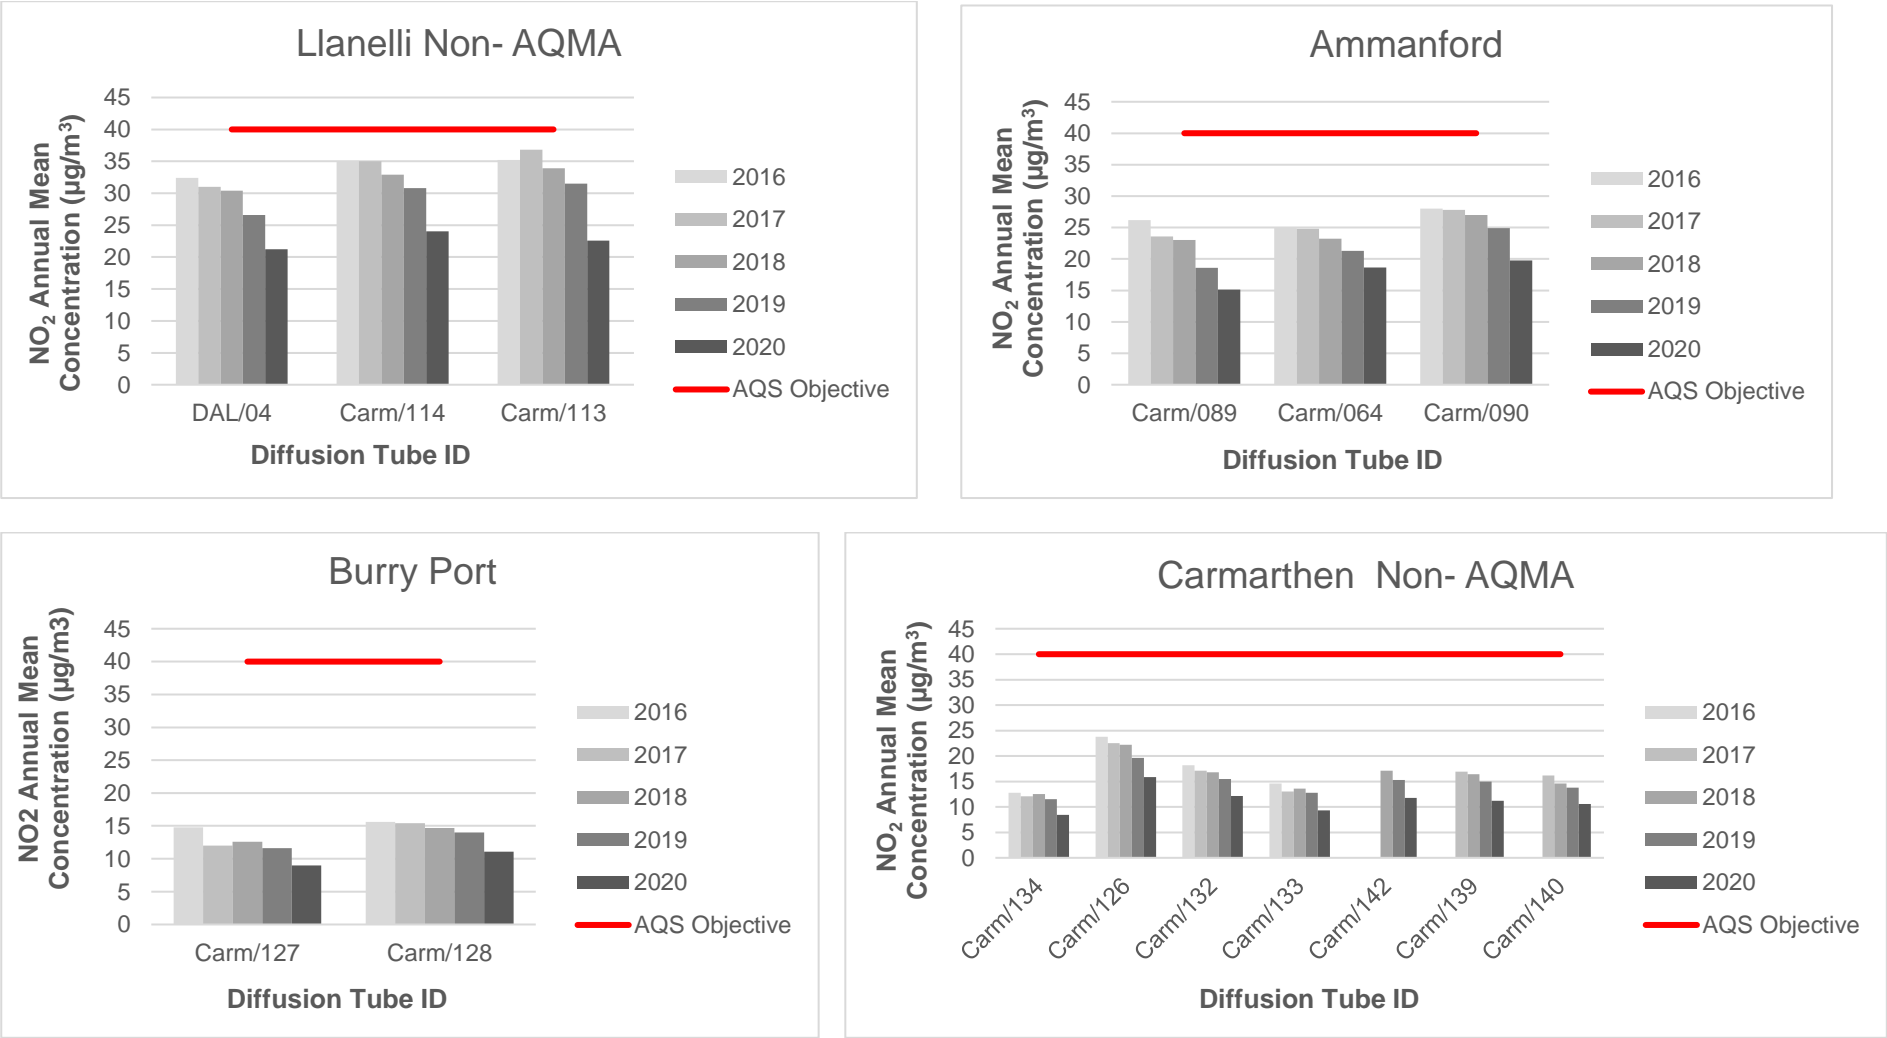 Llanelli Non- AQMA
NO₂ Annual Mean
Concentration (µg/m³)
45
40
35
30
25
20
15
10
5
0
DAL/04 Carm/114 Carm/113
Diffusion Tube ID
2016
2017
2018
2019
2020
AQS Objective
Ammanford
NO₂ Annual Mean
Concentration (µg/m³)
45
40
35
30
25
20
15
10
5
0
Carm/089 Carm/064 Carm/090
Diffusion Tube ID
2016
2017
2018
2019
2020
AQS Objective
Burry Port
NO2 Annual Mean
Concentration (µg/m3)
45
40
35
30
25
20
15
10
5
0
Carm/127 Carm/128
Diffusion Tube ID
2016
2017
2018
2019
2020
AQS Objective
Carmarthen  Non- AQMA
NO₂ Annual Mean
Concentration (µg/m³)
45
40
35
30
25
20
15
10
5
0
Carm/134 Carm/126 Carm/132 Carm/133 Carm/142 Carm/139 Carm/140
Diffusion Tube ID
2016
2017
2018
2019
2020
AQS Objective